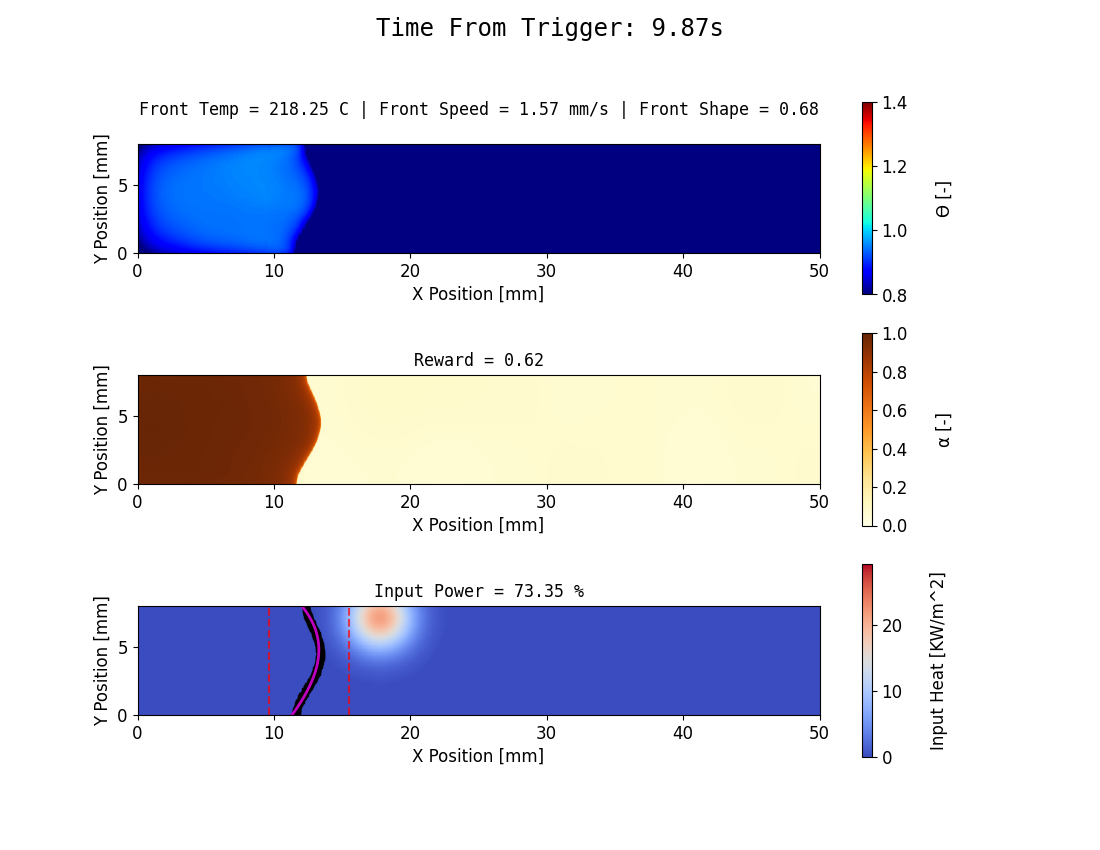 Time From Trigger: 9.87s
Front Temp = 218.25 C | Front Speed = 1.57 mm/s | Front Shape = 0.68
Y Position [mm]
5
0
0 10 20 30 40 50
X Position [mm]
1.4
1.2
1.0
0.8
Θ [-]
Reward = 0.62
Y Position [mm]
5
0
0 10 20 30 40 50
X Position [mm]
1.0
0.8
0.6
0.4
0.2
0.0
α [-]
Input Power = 73.35 %
Y Position [mm]
5
0
0 10 20 30 40 50
X Position [mm]
20
10
0
Input Heat [KW/m^2]